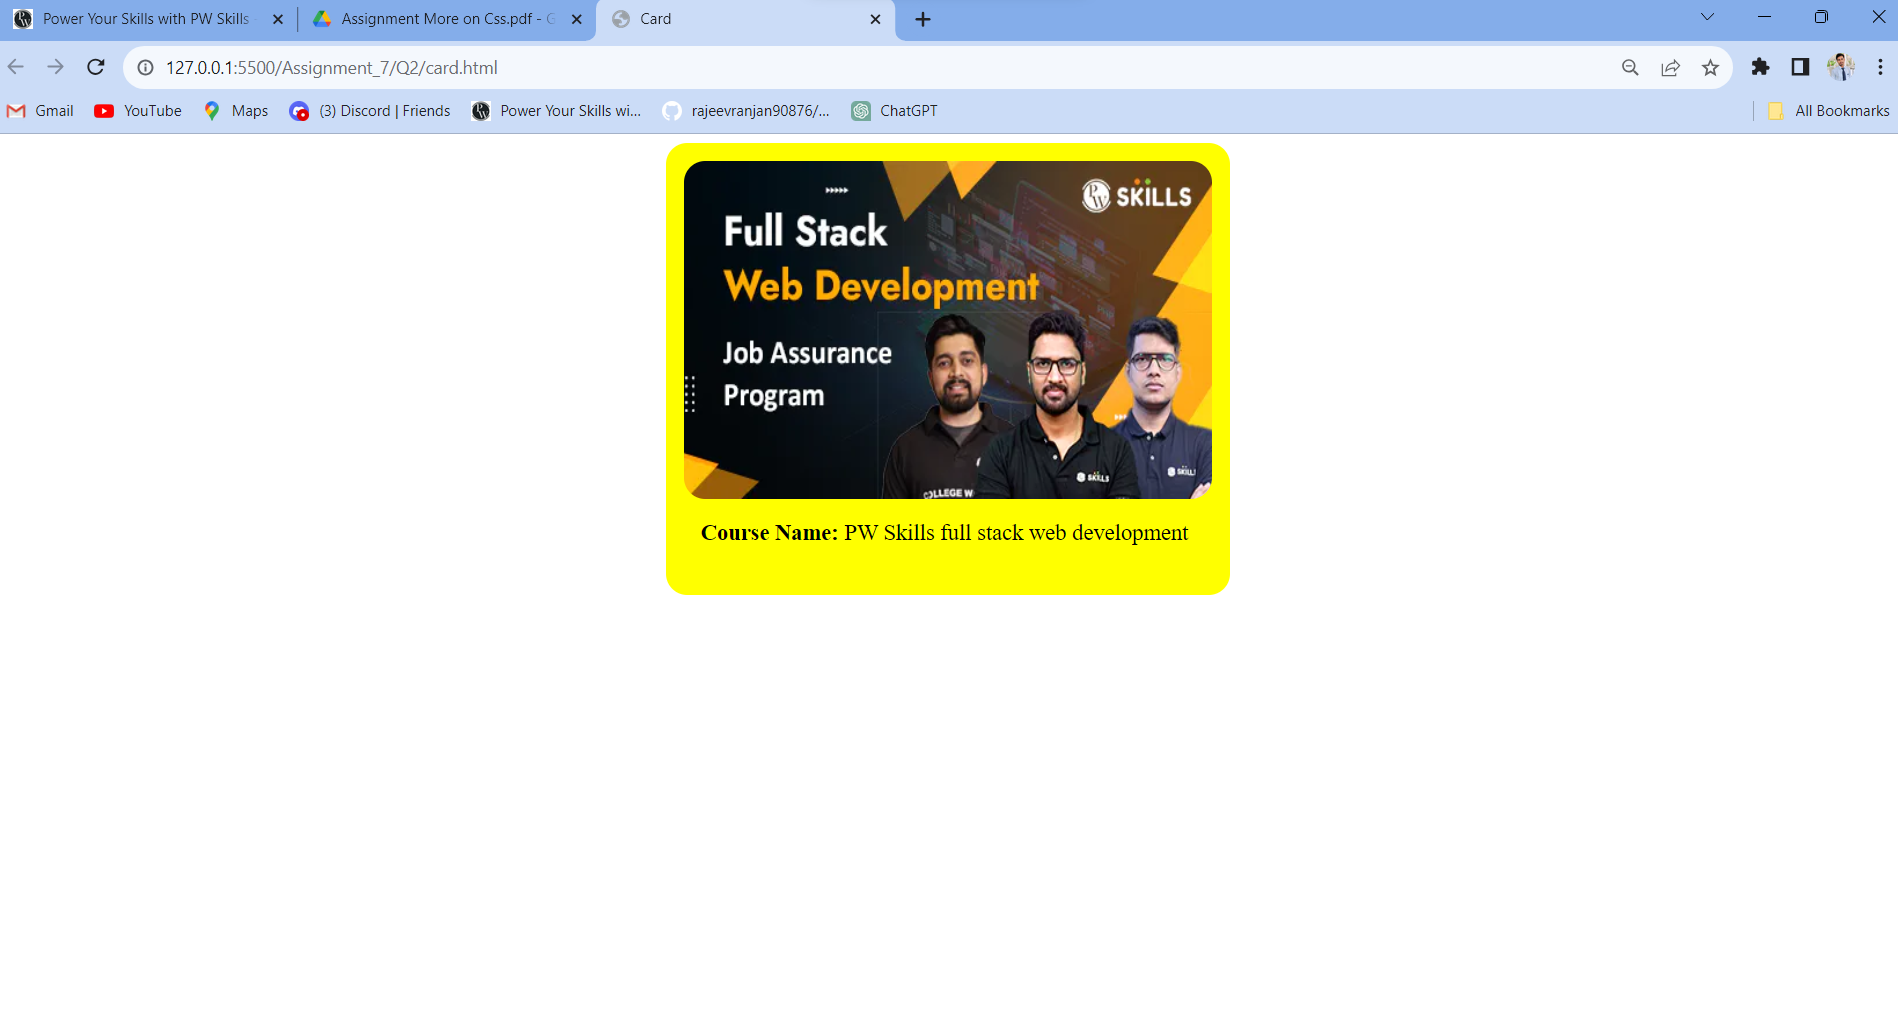 Power Your Skills with PW Skills
Assignment More on Css.pdf - G
Card
127.0.0.1:5500/Assignment_7/Q2/card.html
Gmail
YouTube
Maps
(3) Discord | Friends
Power Your Skills wi...
rajeevranjan90876/...
ChatGPT
All Bookmarks
PW SKILLS
Full Stack
Web Development
Job Assurance
Program
COLLEGE W
SKILLS
SKILL
Course Name: PW Skills full stack web development